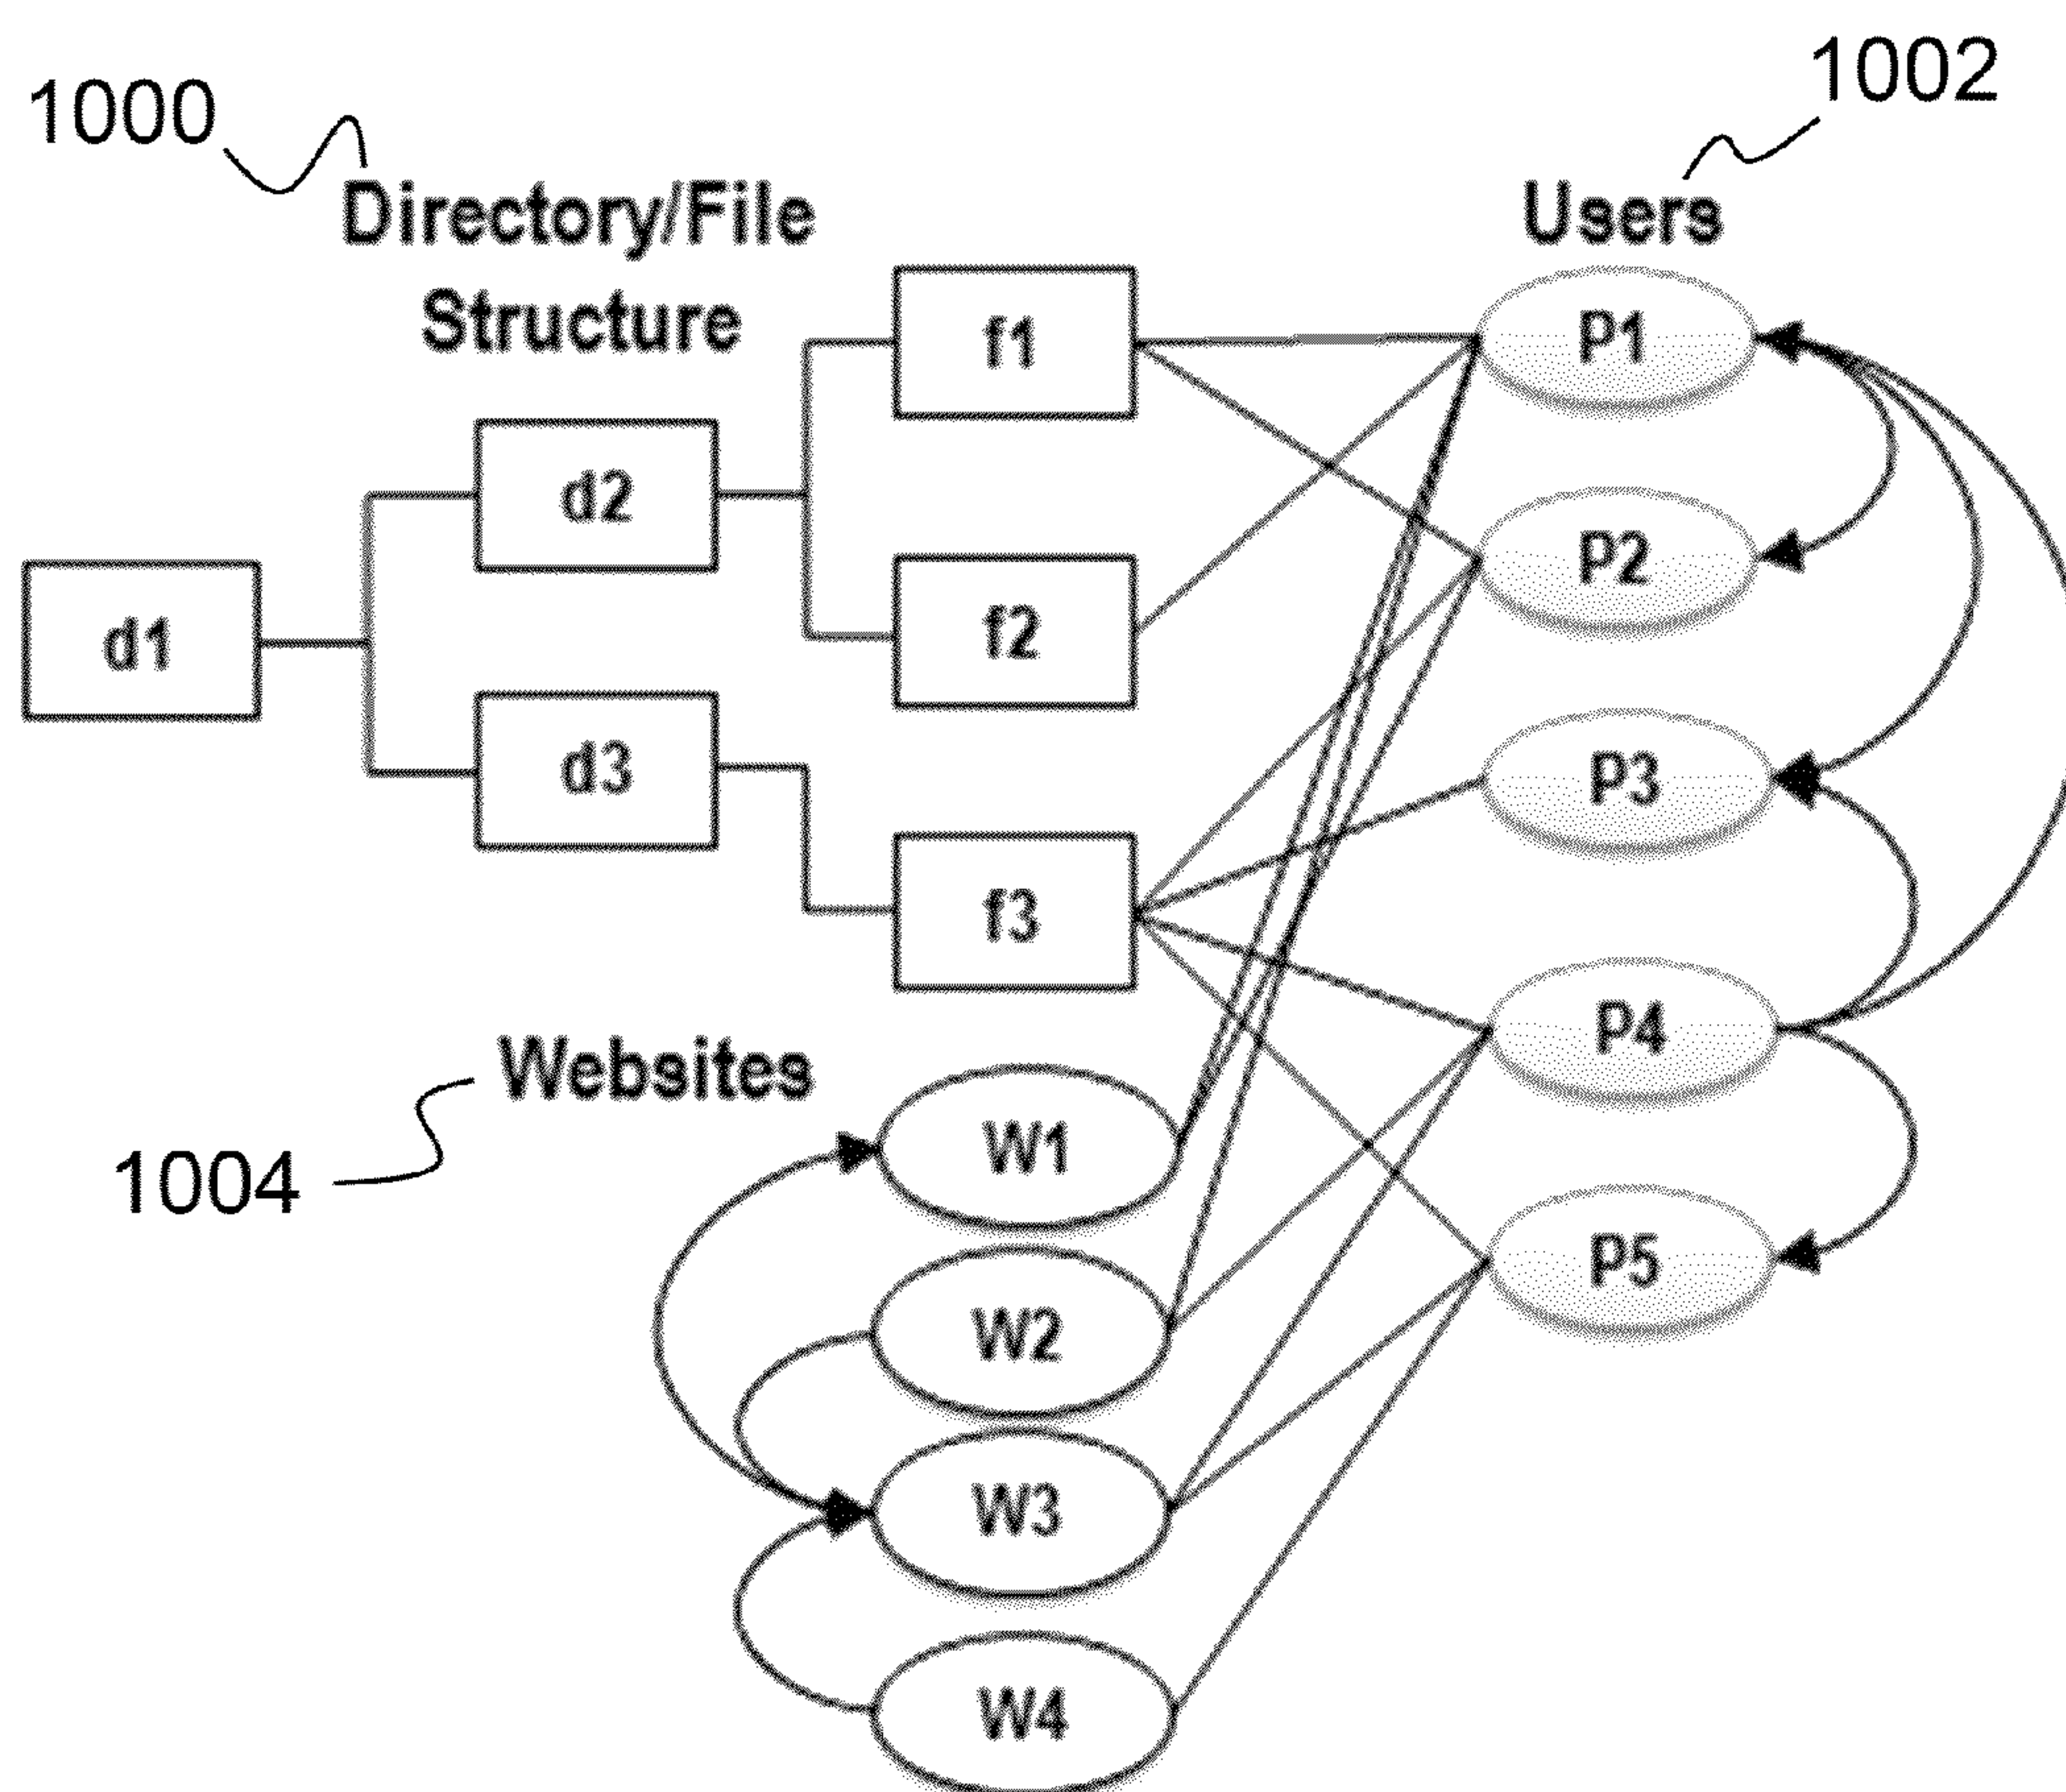 1000
1002
Directory/File
Structure
Users
f1
P1
d2
P2
d1
f2
d3
P3
f3
P4
Websites
W1
1004
P5
W2
W3
W4